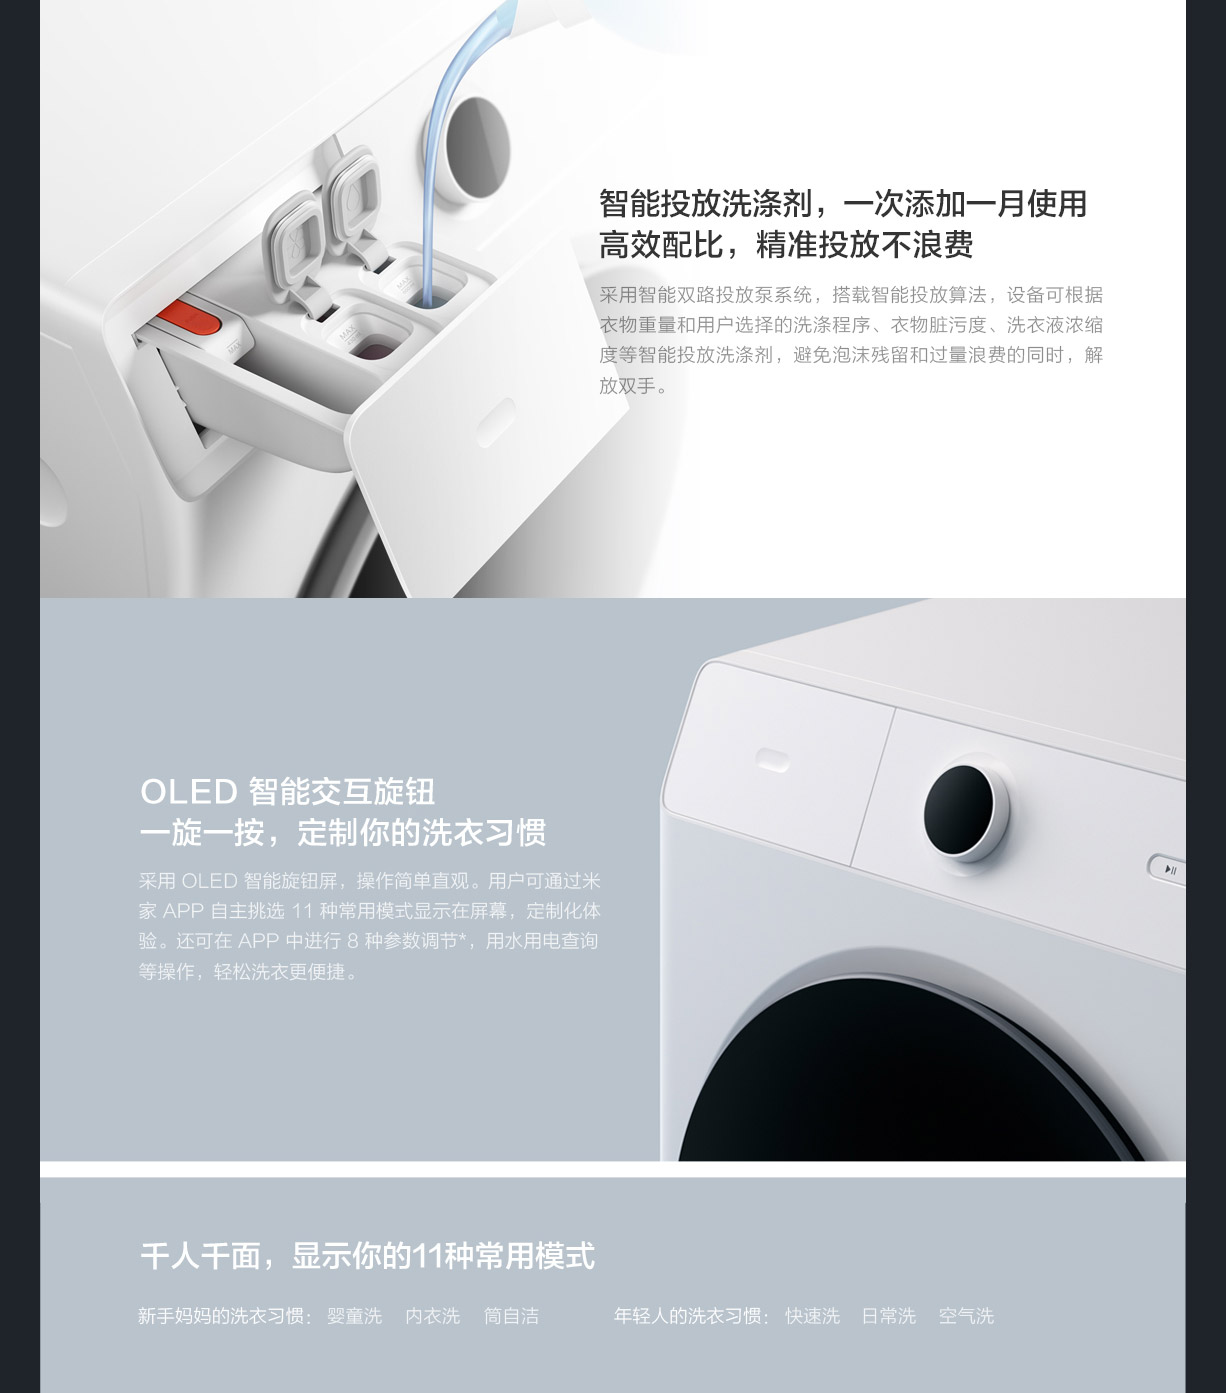 MAX
MAX
MAX
智能投放洗涤剂，一次添加一月使用
高效配比，精准投放不浪费
采用智能双路投放泵系统，搭载智能投放算法，设备可根据
衣物重量和用户选择的洗涤程序、衣物脏污度、洗衣液浓缩
度等智能投放洗涤剂，避免泡沫残留和过量浪费的同时，解
放双手。
OLED 智能交互旋钮
一旋一按，定制你的洗衣习惯
采用 OLED 智能旋钮屏，操作简单直观。用户可通过米
家 APP 自主挑选 11 种常用模式显示在屏幕，定制化体
验。还可在 APP 中进行 8 种参数调节*，用水用电查询
等操作，轻松洗衣更便捷。
千人千面，显示你的11种常用模式
新手妈妈的洗衣习惯： 婴童洗 内衣洗 筒自洁 年轻人的洗衣习惯： 快速洗 日常洗 空气洗